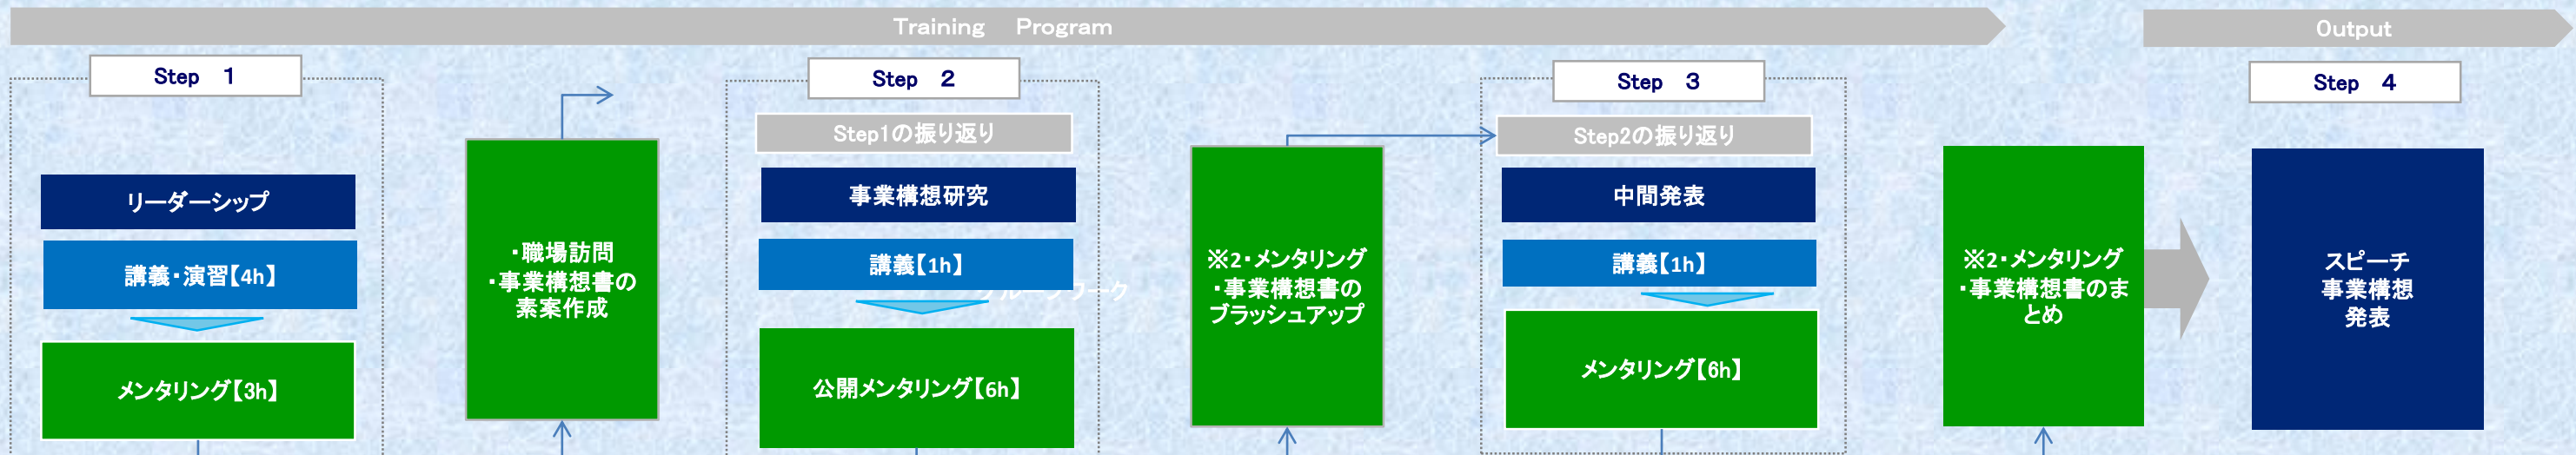 Training Program
Output
Step 1
リーダーシップ
講義・演習【4h】
メンタリング【3h】
・職場訪問
・事業構想書の
素案作成
Step 2
Step1の振り返り
事業構想研究
講義【1h】
公開メンタリング【6h】
※2・メンタリング
・事業構想書の
ブラッシュアップ
Step 3
Step2の振り返り
中間発表
講義【1h】
メンタリング【6h】
※2・メンタリング
・事業構想書のま
とめ
Step 4
スピーチ
事業構想
発表